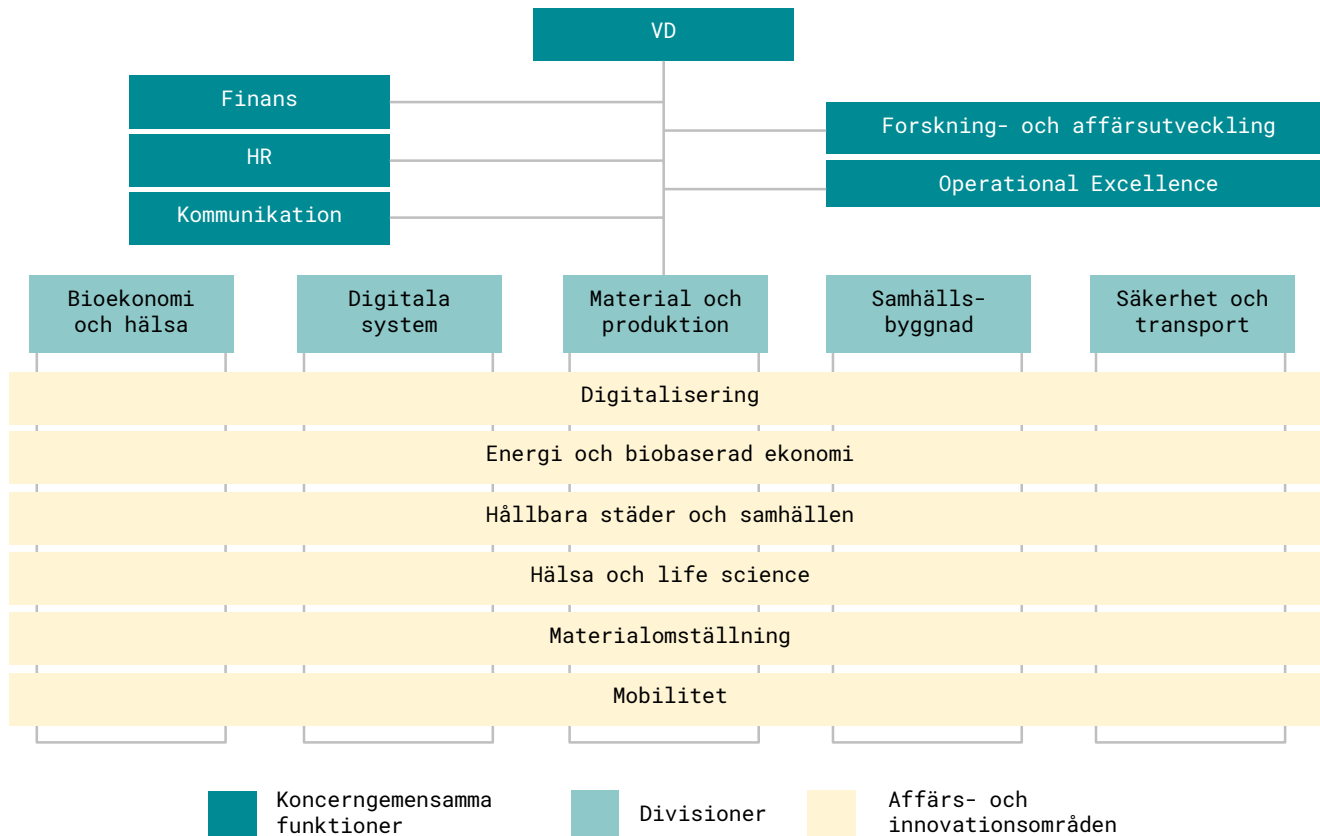 VD
Finans
HR
Kommunikation
Forskning- och affärsutveckling
Operational Excellence
Bioekonomi
och hälsa
Digitala
system
Material och
produktion
Samhälls-
byggnad
Säkerhet och
transport
Digitalisering
Energi och biobaserad ekonomi
Hållbara städer och samhällen
Hälsa och life science
Materialomställning
Mobilitet
Koncerngemensamma
funktioner
Divisioner
Affärs- och
innovationsområden